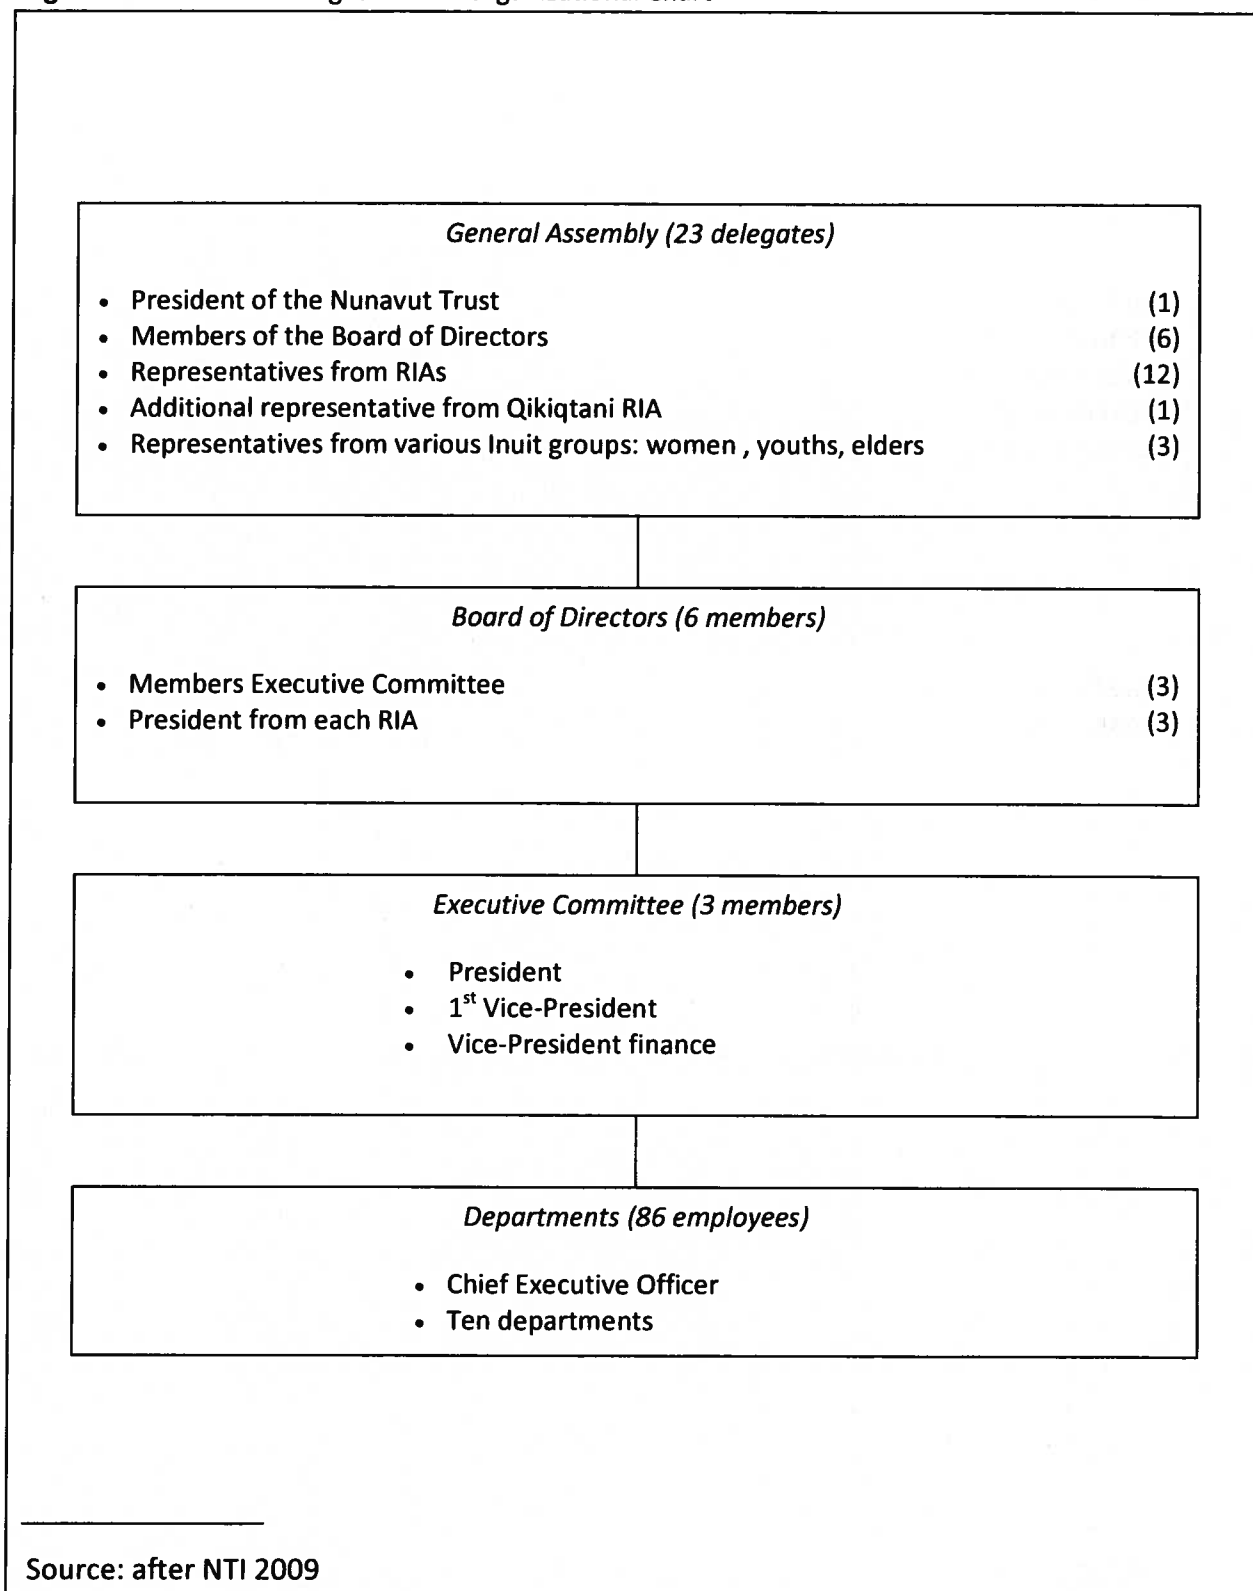 General Assembly (23 delegates)
• President of the Nunavut Trust (1)
• Members of the Board of Directors (6)
• Representatives from RIAs (12)
• Additional representative from Qikiqtani RIA (1)
• Representatives from various Inuit groups: women , youths, elders (3)
Board of Directors (6 members)
• Members Executive Committee (3)
• President from each RIA (3)
Executive Committee (3 members)
• President
• 1st Vice-President
• Vice-President finance
Departments (86 employees)
• Chief Executive Officer
• Ten departments
Source: after NTI 2009